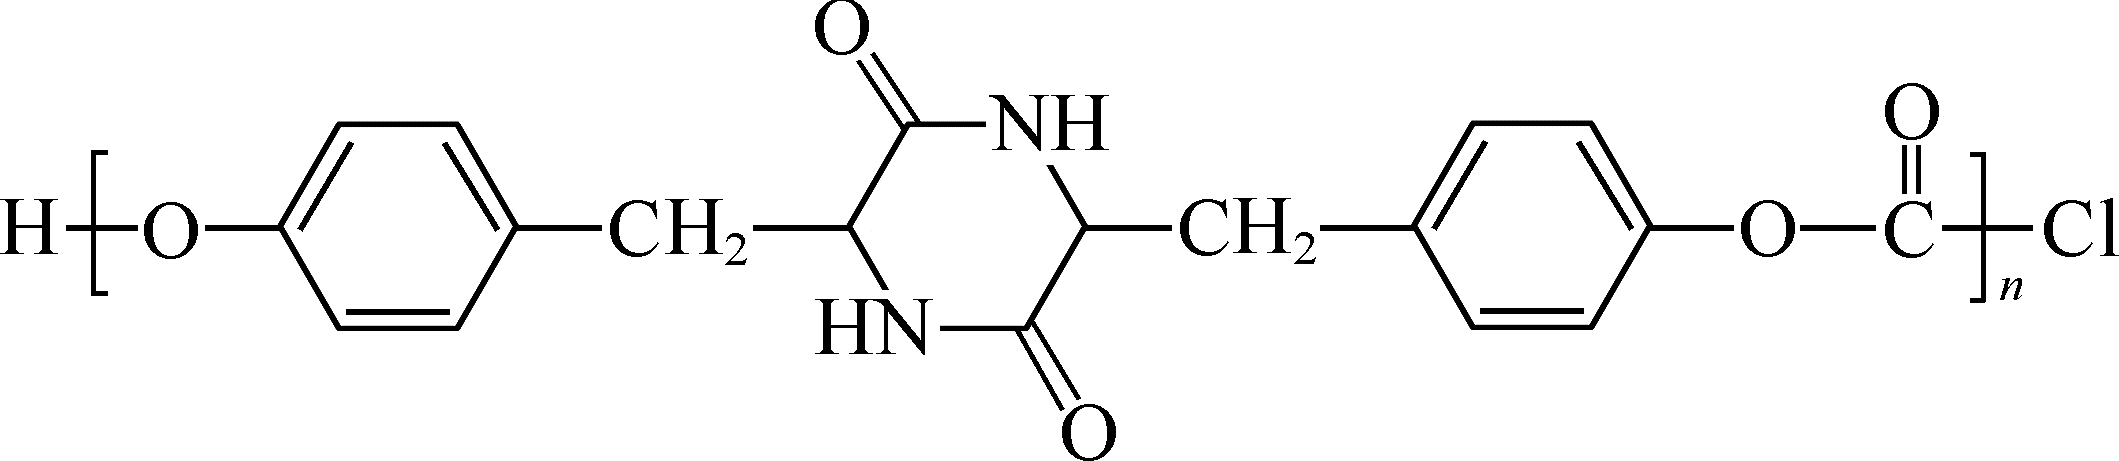 O
NH
O
H[O CH₂ CH₂ O C]ₙ Cl
HN
O